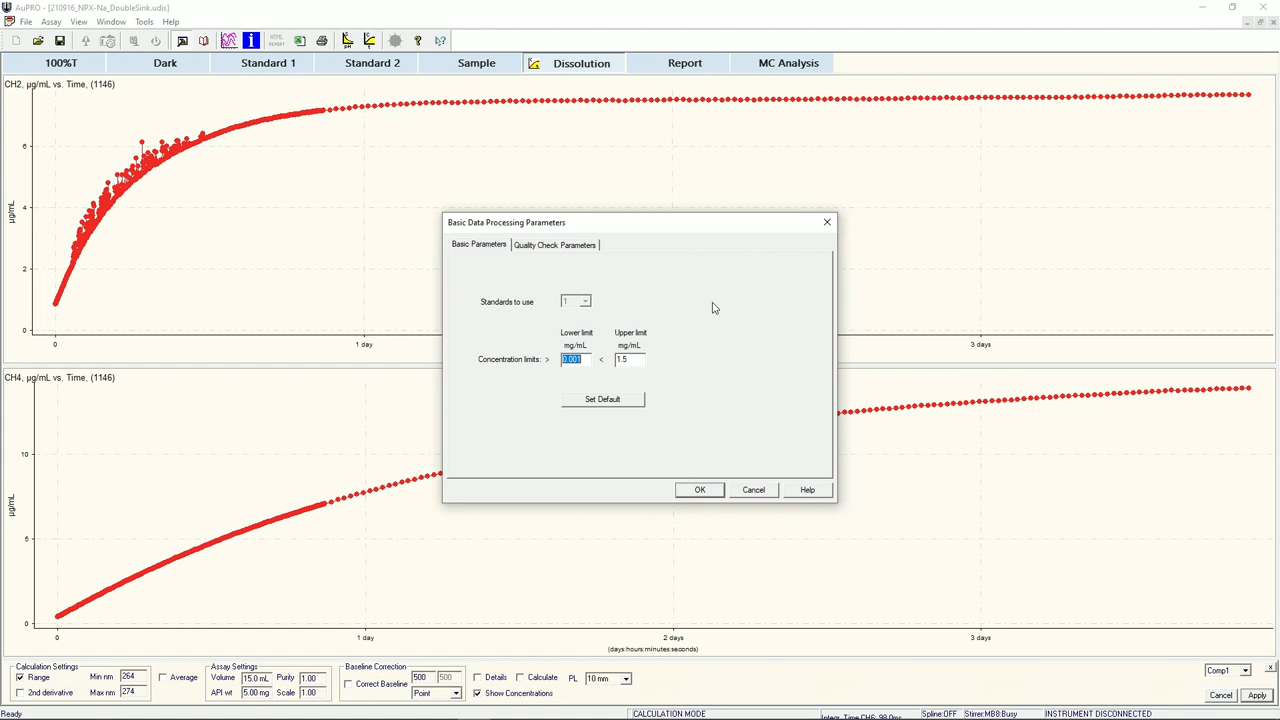 AuPRO - [210916_NPX-Na_DoubleSink.udis]
File Assay View Window Tools Help
100%T Dark Standard 1 Standard 2 Sample Dissolution Report MC Analysis
CH2, µg/mL vs. Time, (1146)
6
4
2
0
µg/mL
0 1 day 3 days
Basic Data Processing Parameters
Basic Parameters Quality Check Parameters
Standards to use 1
Lower limit Upper limit
mg/mL mg/mL
Concentration limits: > 0.001 < 1.5
Set Default
OK Cancel Help
CH4, µg/mL vs. Time, (1146)
10
5
0
µg/mL
0 1 day 2 days 3 days
(days:hours:minutes:seconds)
Calculation Settings Assay Settings Baseline Correction
Range Min nm 264 Average Volume 15.0 mL Purity 1.00 Correct Baseline 500 500 Details Calculate PL 10 mm Comp1
2nd derivative Max nm 274 API wt 5.00 mg Scale 1.00 Point Show Concentrations Cancel Apply
Ready CALCULATION MODE Integr. Time CH6: 98.0ms Spline:OFF Stirrer:MB8:Busy INSTRUMENT DISCONNECTED